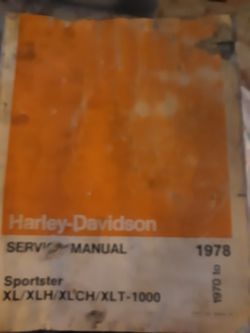 Harley-Davidson
SERVICE MANUAL
1978
1970 to
Sportster
XL/XLH/XLCH/XLT-1000